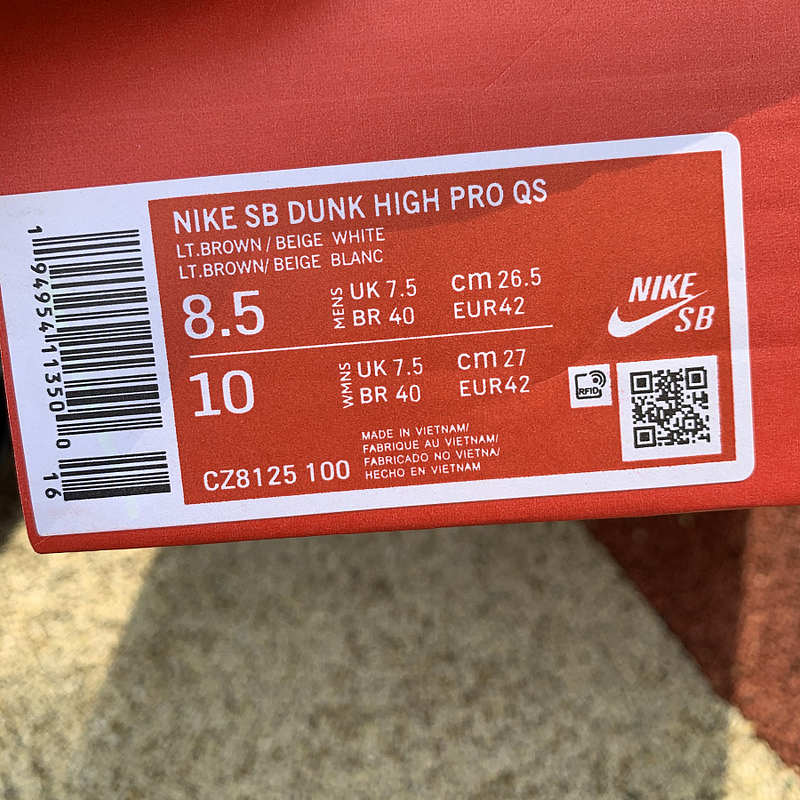 NIKE SB DUNK HIGH PRO QS
LT.BROWN / BEIGE WHITE
LT.BROWN/ BEIGE BLANC
8.5 MENS UK 7.5 cm 26.5
BR 40 EUR42
10 WMNS UK 7.5 cm 27
BR 40 EUR42
NIKE
SB
RFID
CZ8125 100
MADE IN VIETNAM/
FABRIQUE AU VIETNAM/
FABRICADO NO VIETNA/
HECHO EN VIETNAM
1 94954 11350 0 16